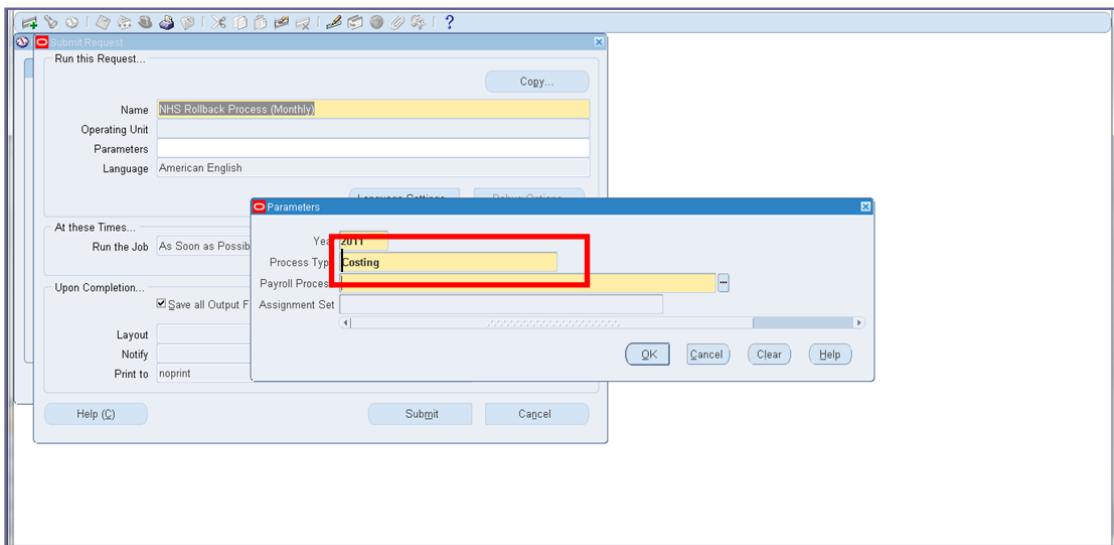 Submit Request
Run this Request...
Copy...
Name NHS Rollback Process (Monthly)
Operating Unit
Parameters
Language American English
Parameters
At these Times...
Run the Job As Soon as Possib
Year 2011
Process Typ Costing
Payroll Proces
Upon Completion...
Save all Output F
Assignment Set
Layout
Notify
OK Cancel Clear Help
Print to noprint
Help (C) Submit Cancel